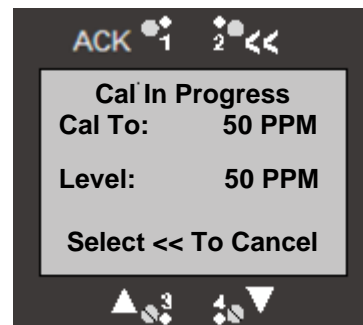 ACK 1 2 <<
Cal In Progress
Cal To: 50 PPM
Level: 50 PPM
Select << To Cancel
▲ 3 4 ▼